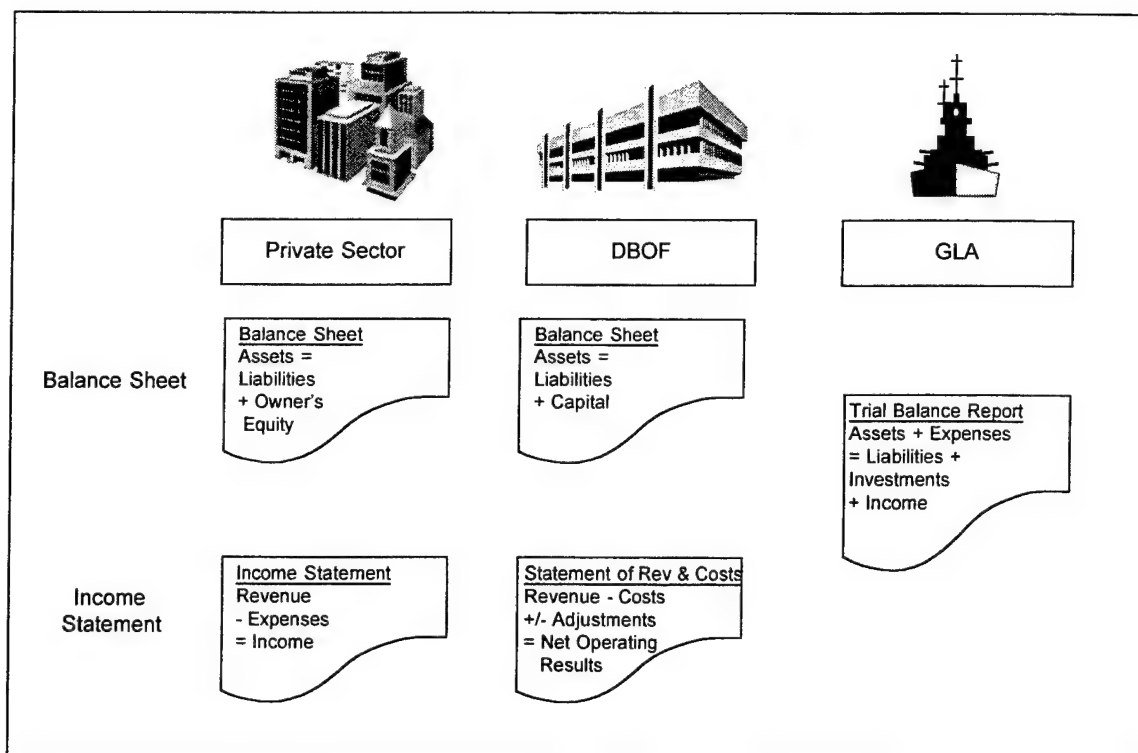 Private Sector
DBOF
GLA
Balance Sheet
Balance Sheet
Assets =
Liabilities
+ Owner's
Equity
Balance Sheet
Assets =
Liabilities
+ Capital
Trial Balance Report
Assets + Expenses
= Liabilities +
Investments
+ Income
Income
Statement
Income Statement
Revenue
- Expenses
= Income
Statement of Rev & Costs
Revenue - Costs
+/- Adjustments
= Net Operating
Results